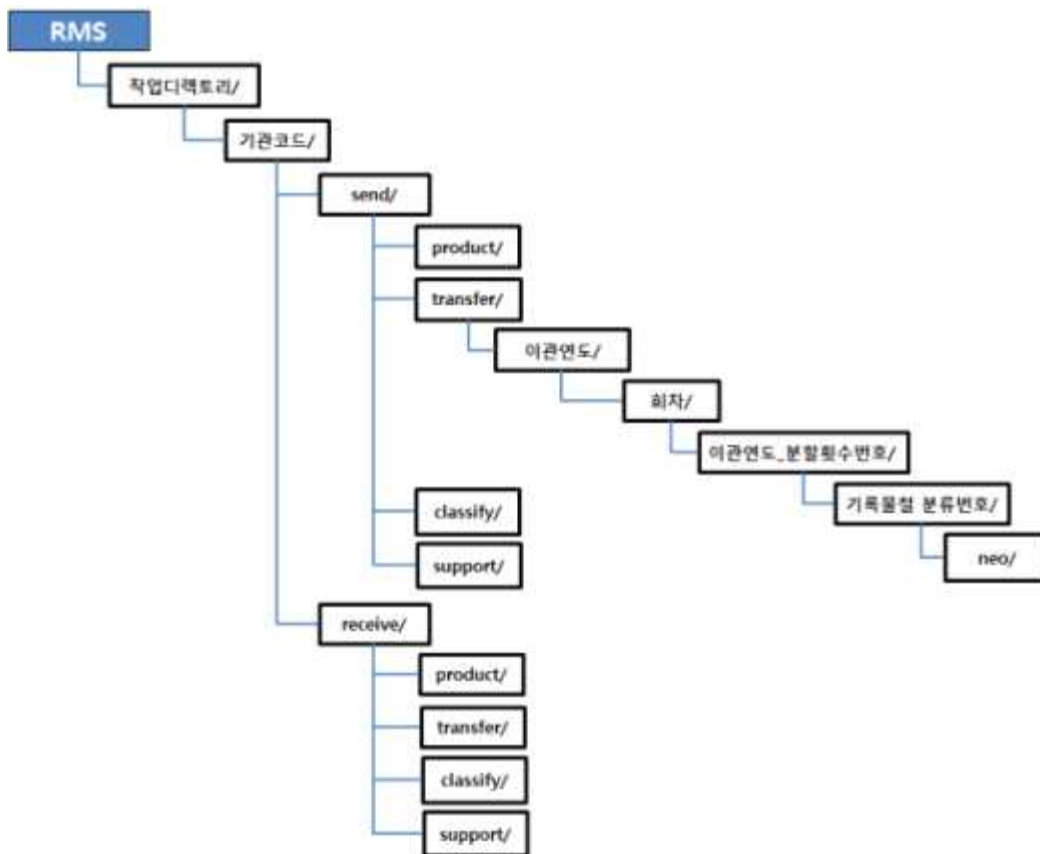 RMS
작업디렉토리/
기관코드/
send/
product/
transfer/
이관연도/
회차/
이관연도_분할횟수번호/
기록물철 분류번호/
neo/
classify/
support/
receive/
product/
transfer/
classify/
support/